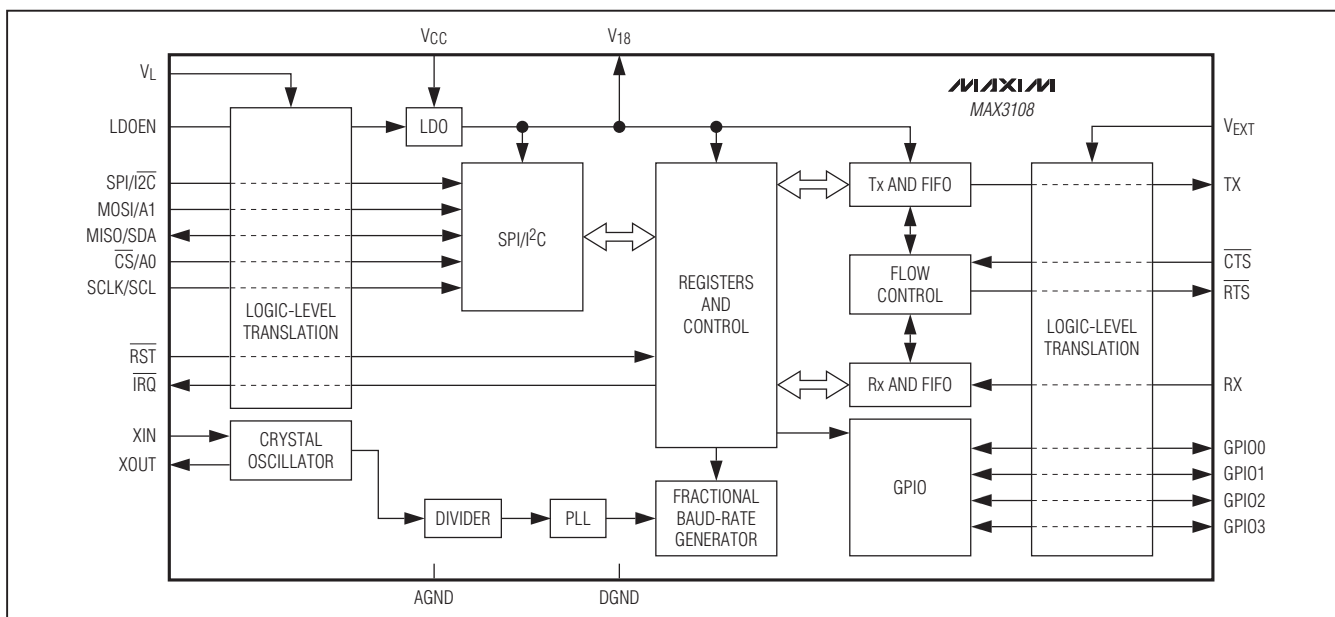 VCC
V18
VL
MAXIM
MAX3108
LDOEN
LDO
VEXT
SPI/I2C
MOSI/A1
MISO/SDA
CS/A0
SCLK/SCL
SPI/I²C
Tx AND FIFO
TX
CTS
RTS
FLOW
CONTROL
REGISTERS
AND
CONTROL
LOGIC-LEVEL
TRANSLATION
LOGIC-LEVEL
TRANSLATION
RST
IRQ
Rx AND FIFO
RX
XIN
XOUT
CRYSTAL
OSCILLATOR
GPIO
GPIO0
GPIO1
GPIO2
GPIO3
DIVIDER
PLL
FRACTIONAL
BAUD-RATE
GENERATOR
AGND
DGND